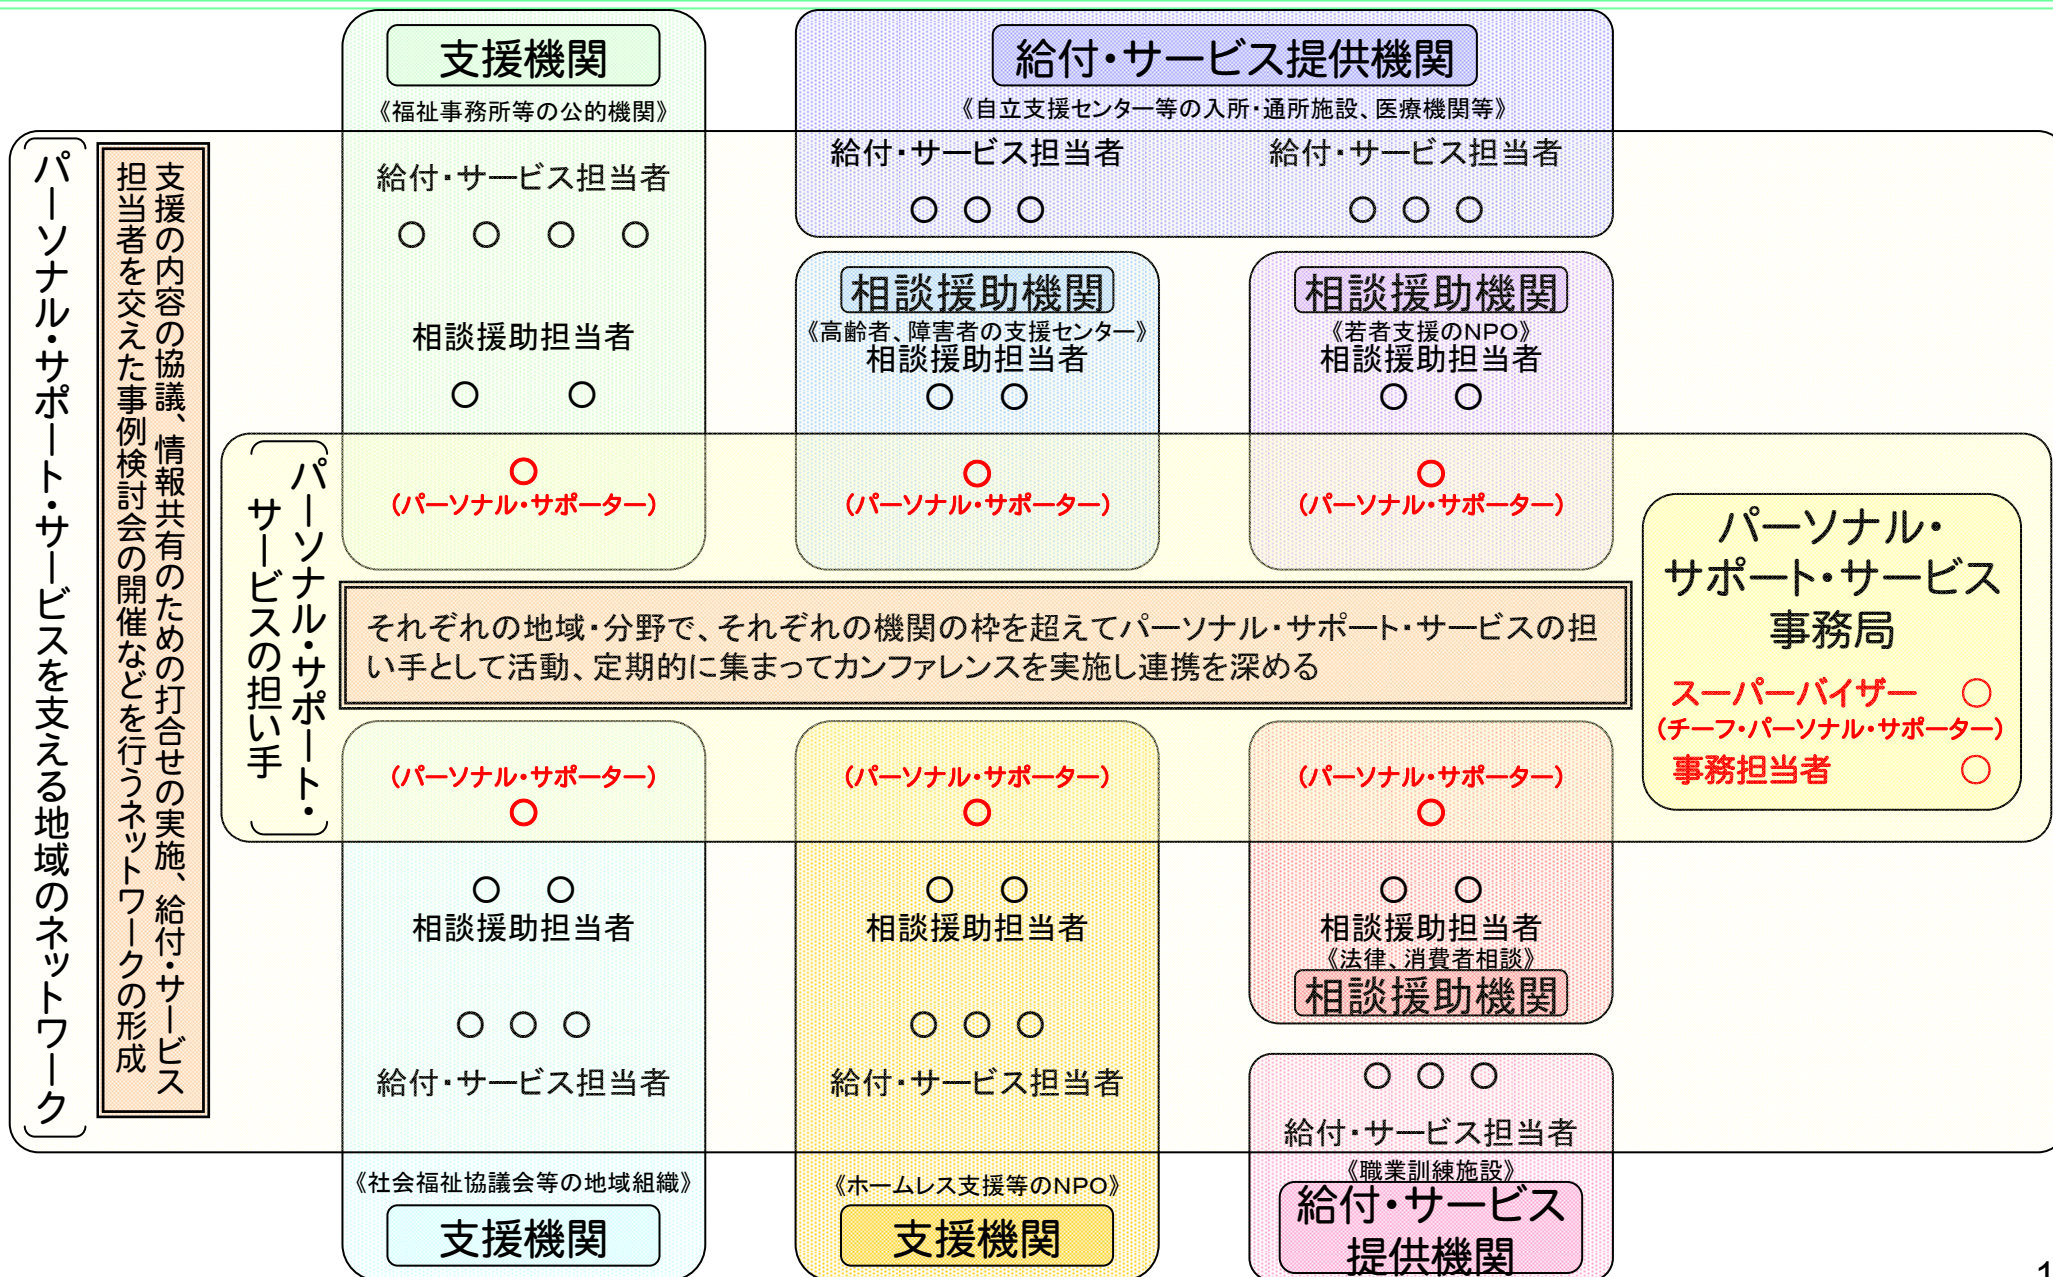 支援機関
《福祉事務所等の公的機関》
給付・サービス担当者
○ ○ ○ ○
相談援助担当者
○ ○
○
(パーソナル・サポーター)
給付・サービス提供機関
《自立支援センター等の入所・通所施設、医療機関等》
給付・サービス担当者
○ ○ ○
給付・サービス担当者
○ ○ ○
相談援助機関
《高齢者、障害者の支援センター》
相談援助担当者
○ ○
○
(パーソナル・サポーター)
相談援助機関
《若者支援のNPO》
相談援助担当者
○ ○
○
(パーソナル・サポーター)
パーソナル・サポート・サービスを支える地域のネットワーク
支援の内容の協議、情報共有のための打合せの実施、給付・サービス
担当者を交えた事例検討会の開催などを行うネットワークの形成
パーソナル・サポート・
サービスの担い手
それぞれの地域・分野で、それぞれの機関の枠を超えてパーソナル・サポート・サービスの担
い手として活動、定期的に集まってカンファレンスを実施し連携を深める
パーソナル・
サポート・サービス
事務局
スーパーバイザー ○
(チーフ・パーソナル・サポーター)
事務担当者 ○
(パーソナル・サポーター)
○
○ ○
相談援助担当者
○ ○ ○
給付・サービス担当者
《社会福祉協議会等の地域組織》
支援機関
(パーソナル・サポーター)
○
○ ○
相談援助担当者
○ ○ ○
給付・サービス担当者
《ホームレス支援等のNPO》
支援機関
(パーソナル・サポーター)
○
○ ○
相談援助担当者
《法律、消費者相談》
相談援助機関
○ ○ ○
給付・サービス担当者
《職業訓練施設》
給付・サービス
提供機関